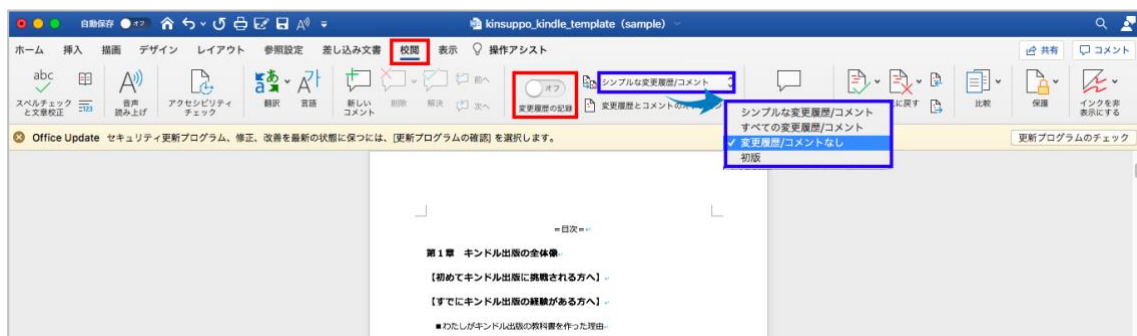 自動保存 オフ
kinsuppo_kindle_template（sample）
ホーム 挿入 描画 デザイン レイアウト 参照設定 差し込み文書 校閲 表示 操作アシスト
共有 コメント
abc
スペルチェックと文章校正
123
音声読み上げ
アクセシビリティチェック
あ a
翻訳
A字
言語
新しいコメント
削除
解決
前へ
次へ
オフ
変更履歴の記録
シンプルな変更履歴/コメント
変更履歴とコメントの
に戻す
比較
保護
インクを非表示にする
シンプルな変更履歴/コメント
すべての変更履歴/コメント
✓ 変更履歴/コメントなし
初版
Office Update セキュリティ更新プログラム、修正、改善を最新の状態に保つには、[更新プログラムの確認] を選択します。
更新プログラムのチェック
＝目次＝
第１章 キンドル出版の全体像
【初めてキンドル出版に挑戦される方へ】
【すでにキンドル出版の経験がある方へ】
■わたしがキンドル出版の教科書を作った理由